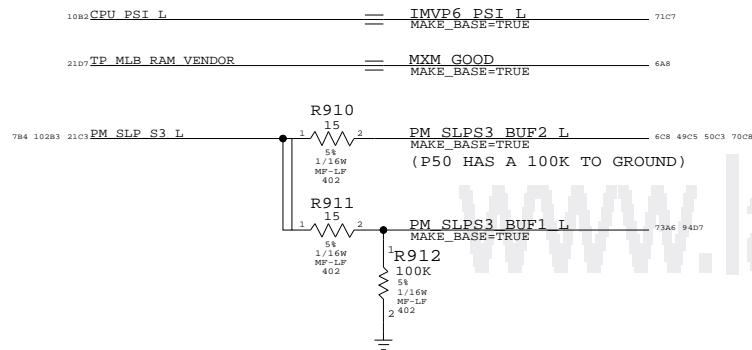 10B2 CPU_PSI_L IMVP6_PSI_L 71C7
MAKE_BASE=TRUE
21D7 TP_MLB_RAM_VENDOR MXM_GOOD 6A8
MAKE_BASE=TRUE
R910
15
7B4 102B3 21C3 PM_SLP_S3_L 1 2 PM_SLPS3_BUF2_L 6C8 49C5 50C3 70C8
5% MAKE_BASE=TRUE
1/16W (P50 HAS A 100K TO GROUND)
MF-LF
402
R911
15
1 2 PM_SLPS3_BUF1_L 73A6 94D7
5% MAKE_BASE=TRUE
1/16W
MF-LF
402
1
R912
100K
5%
1/16W
MF-LF
402
2